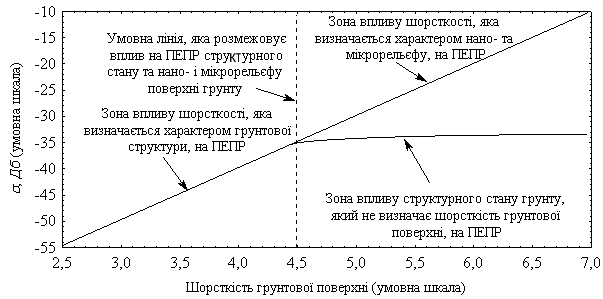 -10
-15
-20
-25
-30
-35
-40
-45
-50
-55
σ, Дб (умовна шкала)
Умовна лінія, яка розмежовує
вплив на ПЕПР структурного
стану та нано- і мікрорельєфу
поверхні грунту
Зона впливу шорсткості, яка
визначається характером нано- та
мікрорельєфу, на ПЕПР
Зона впливу шорсткості, яка
визначається характером грунтової
структури, на ПЕПР
Зона впливу структурного стану грунту,
який не визначає шорсткість грунтової
поверхні, на ПЕПР
2,5 3,0 3,5 4,0 4,5 5,0 5,5 6,0 6,5 7,0
Шорсткість грунтової поверхні (умовна шкала)